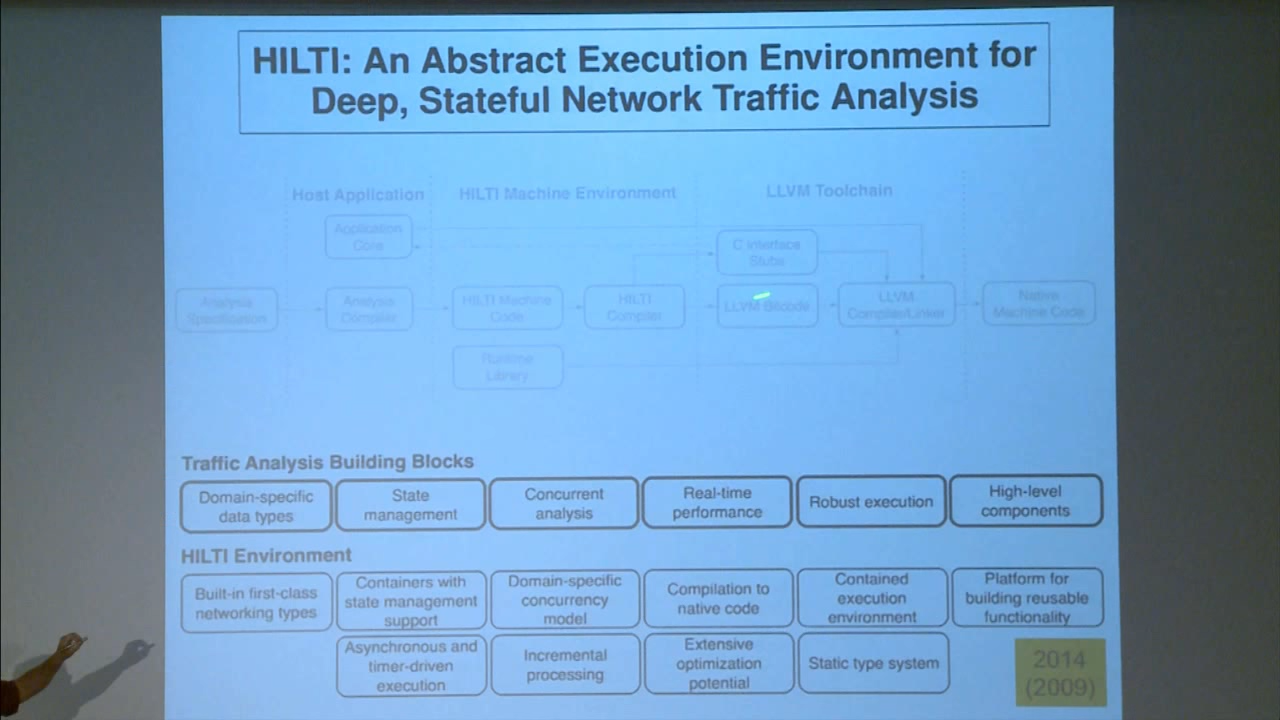 HILTI: An Abstract Execution Environment for
Deep, Stateful Network Traffic Analysis
Host Application
HILTI Machine Environment
LLVM Toolchain
Application
Core
C Interface
Stubs
Analysis
Specification
Analysis
Compiler
HILTI Machine
Code
HILTI
Compiler
LLVM Bitcode
LLVM
Compiler/Linker
Native
Machine Code
Runtime
Library
Traffic Analysis Building Blocks
Domain-specific
data types
State
management
Concurrent
analysis
Real-time
performance
Robust execution
High-level
components
HILTI Environment
Built-in first-class
networking types
Containers with
state management
support
Domain-specific
concurrency
model
Compilation to
native code
Contained
execution
environment
Platform for
building reusable
functionality
Asynchronous and
timer-driven
execution
Incremental
processing
Extensive
optimization
potential
Static type system
2014
(2009)